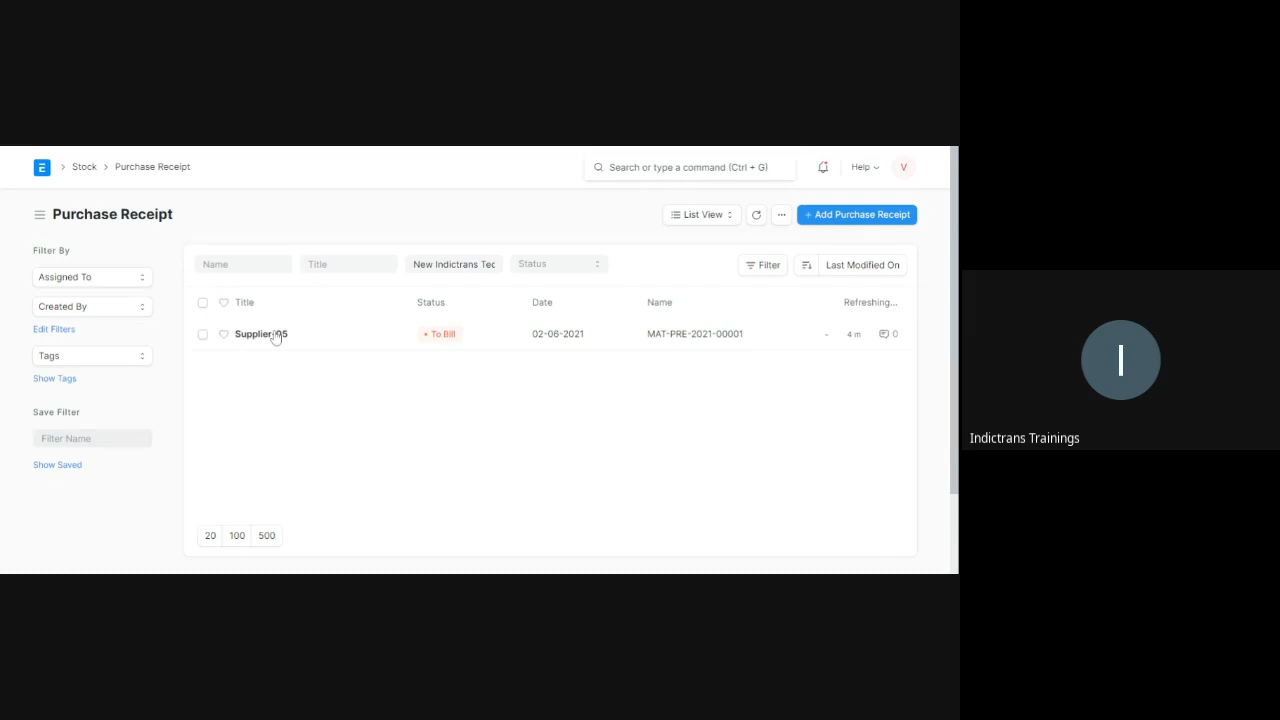 E > Stock > Purchase Receipt
Search or type a command (Ctrl + G)
Help
V
Purchase Receipt
List View
+ Add Purchase Receipt
Filter By
Assigned To
Created By
Edit Filters
Tags
Show Tags
Save Filter
Filter Name
Show Saved
Name Title New Indictrans Tec Status Filter Last Modified On
Title Status Date Name Refreshing...
To Bill 02-06-2021 MAT-PRE-2021-00001 - 4 m 0
20 100 500
I
Indictrans Trainings